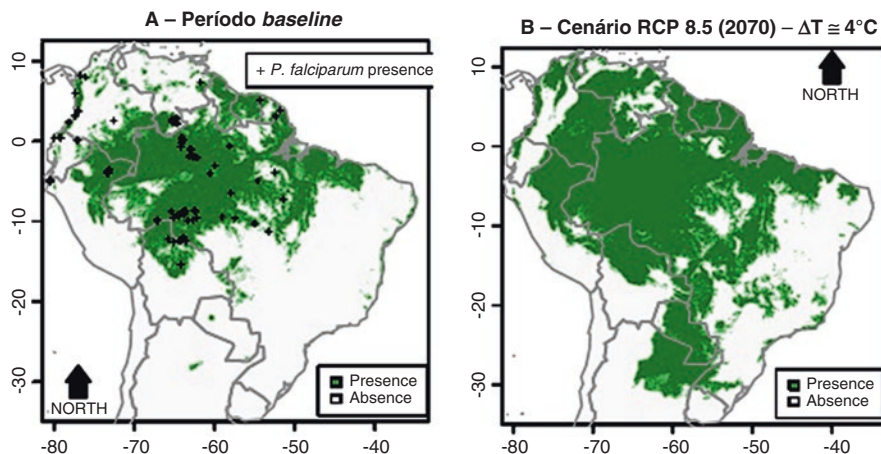 A – Período baseline
+ P. falciparum presence
10
0
-10
-20
-30
NORTH
Presence
Absence
-80 -70 -60 -50 -40
B – Cenário RCP 8.5 (2070) – ΔT ≅ 4°C
NORTH
10
0
-10
-20
-30
Presence
Absence
-80 -70 -60 -50 -40